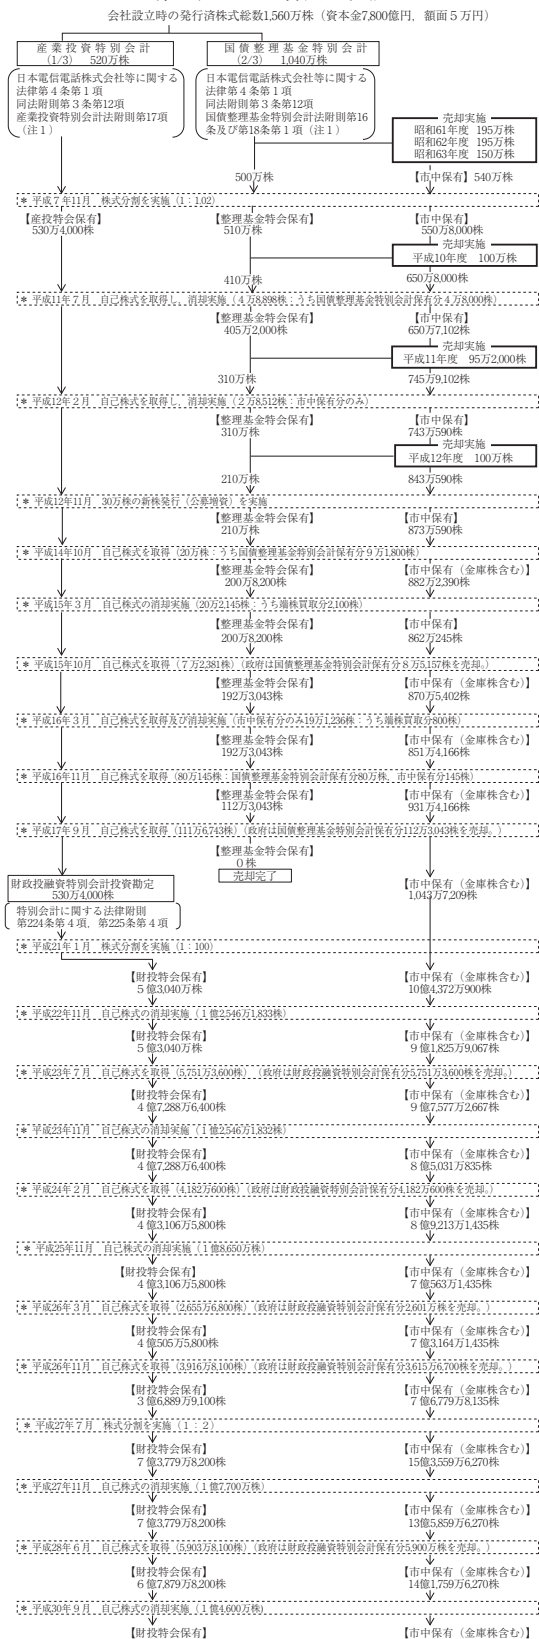 会社設立時の発行済株式総数1,560万株（資本金7,800億円，額面５万円）
産業投資特別会計
（1/3） 520万株
国債整理基金特別会計
（2/3） 1,040万株
日本電信電話株式会社等に関する
法律第４条第１項
同法附則第３条第12項
産業投資特別会計法附則第17項
（注１）
日本電信電話株式会社等に関する
法律第４条第１項
同法附則第３条第12項
国債整理基金特別会計法附則第16
条及び第18条第１項（注１）
売却実施
昭和61年度 195万株
昭和62年度 195万株
昭和63年度 150万株
500万株
【市中保有】540万株
＊ 平成７年11月 株式分割を実施（1：1.02）
【産投特会保有】
530万4,000株
【整理基金特会保有】
510万株
【市中保有】
550万8,000株
売却実施
平成10年度 100万株
410万株
650万8,000株
＊ 平成11年７月 自己株式を取得し，消却実施（４万8,898株：うち国債整理基金特別会計保有分４万8,000株）
【整理基金特会保有】
405万2,000株
【市中保有】
650万7,102株
売却実施
平成11年度 95万2,000株
310万株
745万9,102株
＊ 平成12年２月 自己株式を取得し，消却実施（２万8,512株：市中保有分のみ）
【整理基金特会保有】
310万株
【市中保有】
743万590株
売却実施
平成12年度 100万株
210万株
843万590株
＊ 平成12年11月 30万株の新株発行（公募増資）を実施
【整理基金特会保有】
210万株
【市中保有】
873万590株
＊ 平成14年10月 自己株式を取得（20万株：うち国債整理基金特別会計保有分９万1,800株）
【整理基金特会保有】
200万8,200株
【市中保有（金庫株含む）】
882万2,390株
＊ 平成15年３月 自己株式の消却実施（20万2,145株：うち端株買取分2,100株）
【整理基金特会保有】
200万8,200株
【市中保有】
862万245株
＊ 平成15年10月 自己株式を取得（７万2,381株）（政府は国債整理基金特別会計保有分８万5,157株を売却。）
【整理基金特会保有】
192万3,043株
【市中保有（金庫株含む）】
870万5,402株
＊ 平成16年３月 自己株式を取得及び消却実施（市中保有分のみ19万1,236株：うち端株買取分800株）
【整理基金特会保有】
192万3,043株
【市中保有（金庫株含む）】
851万4,166株
＊ 平成16年11月 自己株式を取得（80万145株：国債整理基金特別会計保有分80万株，市中保有分145株）
【整理基金特会保有】
112万3,043株
【市中保有（金庫株含む）】
931万4,166株
＊ 平成17年９月 自己株式を取得（111万6,743株）（政府は国債整理基金特別会計保有分112万3,043株を売却。）
【整理基金特会保有】
０株
売却完了
財政投融資特別会計投資勘定
530万4,000株
【市中保有（金庫株含む）】
1,043万7,209株
特別会計に関する法律附則
第224条第４項，第225条第４項
＊ 平成21年１月 株式分割を実施（1：100）
【財投特会保有】
５億3,040万株
【市中保有（金庫株含む）】
10億4,372万900株
＊ 平成22年11月 自己株式の消却実施（１億2,546万1,833株）
【財投特会保有】
５億3,040万株
【市中保有（金庫株含む）】
９億1,825万9,067株
＊ 平成23年７月 自己株式を取得（5,751万3,600株）（政府は財政投融資特別会計保有分5,751万3,600株を売却。）
【財投特会保有】
４億7,288万6,400株
【市中保有（金庫株含む）】
９億7,577万2,667株
＊ 平成23年11月 自己株式の消却実施（１億2,546万1,832株）
【財投特会保有】
４億7,288万6,400株
【市中保有（金庫株含む）】
８億5,031万835株
＊ 平成24年２月 自己株式を取得（4,182万600株）（政府は財政投融資特別会計保有分4,182万600株を売却。）
【財投特会保有】
４億3,106万5,800株
【市中保有（金庫株含む）】
８億9,213万1,435株
＊ 平成25年11月 自己株式の消却実施（１億8,650万株）
【財投特会保有】
４億3,106万5,800株
【市中保有（金庫株含む）】
７億563万1,435株
＊ 平成26年３月 自己株式を取得（2,655万6,800株）（政府は財政投融資特別会計保有分2,601万株を売却。）
【財投特会保有】
４億505万5,800株
【市中保有（金庫株含む）】
７億3,164万1,435株
＊ 平成26年11月 自己株式を取得（3,916万8,100株）（政府は財政投融資特別会計保有分3,615万6,700株を売却。）
【財投特会保有】
３億6,889万9,100株
【市中保有（金庫株含む）】
７億6,779万8,135株
＊ 平成27年７月 株式分割を実施（１：２）
【財投特会保有】
７億3,779万8,200株
【市中保有（金庫株含む）】
15億3,559万6,270株
＊ 平成27年11月 自己株式の消却実施（１億7,700万株）
【財投特会保有】
７億3,779万8,200株
【市中保有（金庫株含む）】
13億5,859万6,270株
＊ 平成28年６月 自己株式を取得（5,903万8,100株）（政府は財政投融資特別会計保有分5,900万株を売却。）
【財投特会保有】
６億7,879万8,200株
【市中保有（金庫株含む）】
14億1,759万6,270株
＊ 平成30年９月 自己株式の消却実施（１億4,600万株）
【財投特会保有】
【市中保有（金庫株含む）】